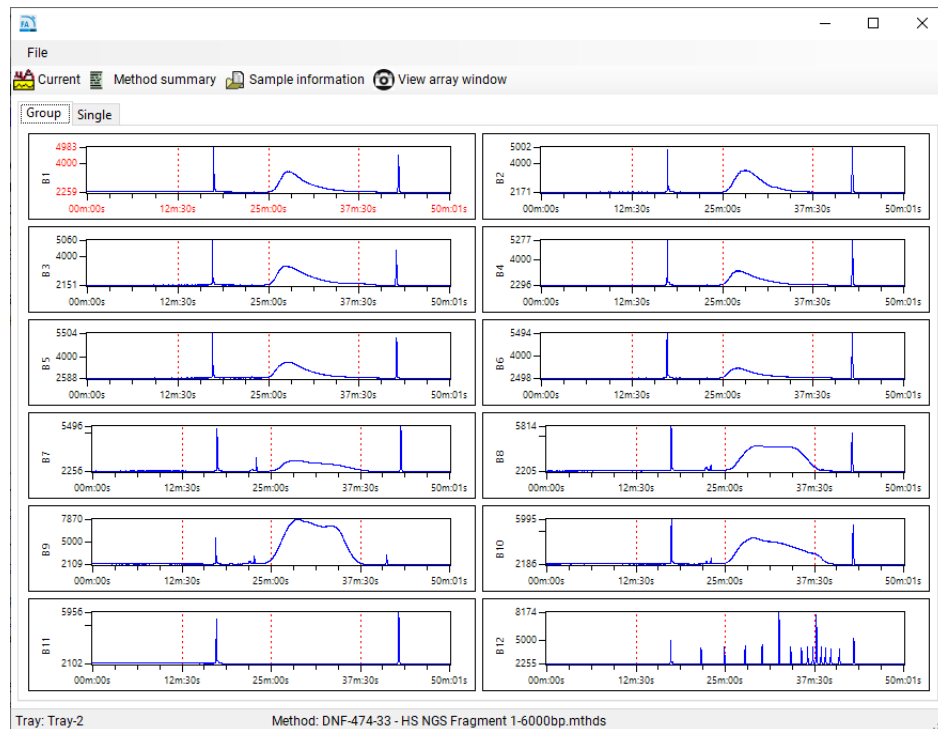 FA
File
Current Method summary Sample information View array window
Group Single
B1 4983 4000 2259
00m:00s 12m:30s 25m:00s 37m:30s 50m:01s
B2 5002 4000 2171
00m:00s 12m:30s 25m:00s 37m:30s 50m:01s
B3 5060 4000 2151
00m:00s 12m:30s 25m:00s 37m:30s 50m:01s
B4 5277 4000 2296
00m:00s 12m:30s 25m:00s 37m:30s 50m:01s
B5 5504 4000 2588
00m:00s 12m:30s 25m:00s 37m:30s 50m:01s
B6 5494 4000 2498
00m:00s 12m:30s 25m:00s 37m:30s 50m:01s
B7 5496 2256
00m:00s 12m:30s 25m:00s 37m:30s 50m:01s
B8 5814 2205
00m:00s 12m:30s 25m:00s 37m:30s 50m:01s
B9 7870 5000 2109
00m:00s 12m:30s 25m:00s 37m:30s 50m:01s
B10 5995 2186
00m:00s 12m:30s 25m:00s 37m:30s 50m:01s
B11 5956 2102
00m:00s 12m:30s 25m:00s 37m:30s 50m:01s
B12 8174 5000 2255
00m:00s 12m:30s 25m:00s 37m:30s 50m:01s
Tray: Tray-2 Method: DNF-474-33 - HS NGS Fragment 1-6000bp.mthds